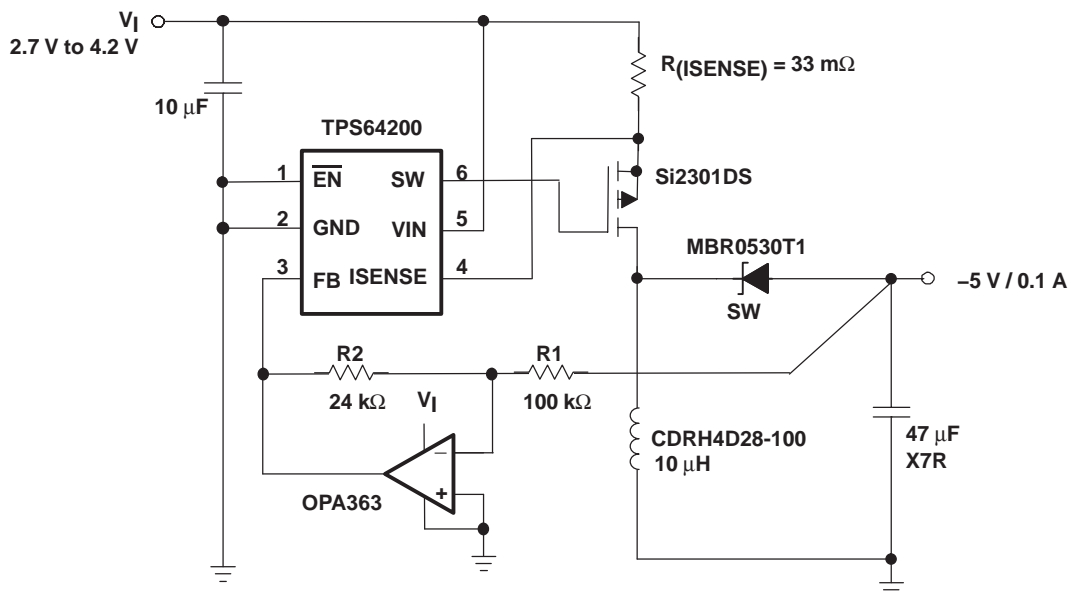 VI
2.7 V to 4.2 V
R(ISENSE) = 33 mΩ
10 μF
TPS64200
1
EN
SW
6
Si2301DS
2
GND
VIN
5
MBR0530T1
3
FB
ISENSE
4
–5 V / 0.1 A
SW
R2
R1
24 kΩ
VI
100 kΩ
CDRH4D28-100
10 μH
47 μF
X7R
–
+
OPA363